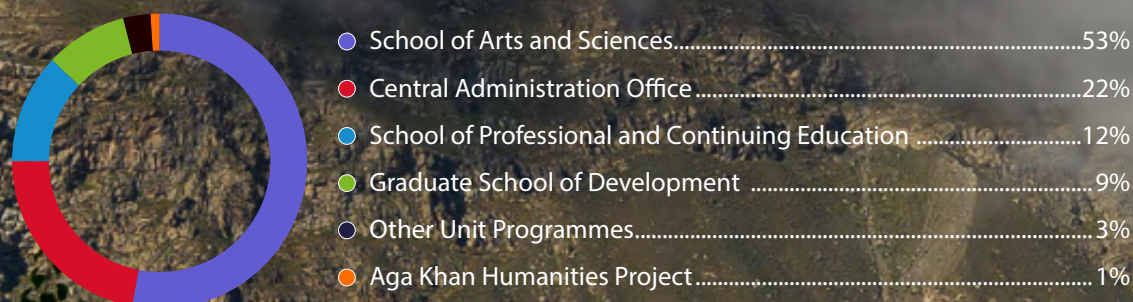 School of Arts and Sciences..........................................................................53%
Central Administration Office.......................................................................22%
School of Professional and Continuing Education ..............................12%
Graduate School of Development ..............................................................9%
Other Unit Programmes..................................................................................3%
Aga Khan Humanities Project........................................................................1%